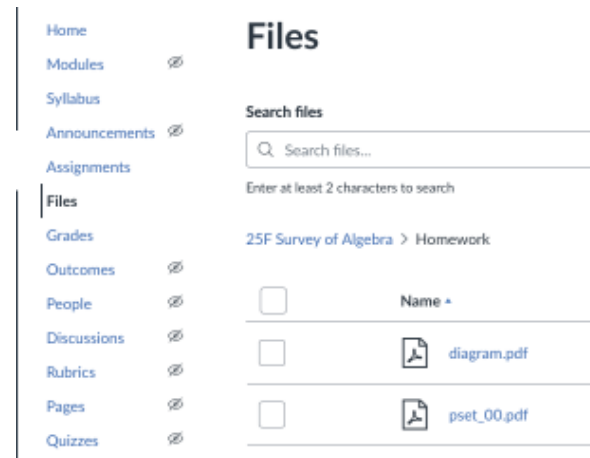 Home
Modules
Syllabus
Announcements
Assignments
Files
Grades
Outcomes
People
Discussions
Rubrics
Pages
Quizzes
Files
Search files
Search files...
Enter at least 2 characters to search
25F Survey of Algebra > Homework
Name
diagram.pdf
pset_00.pdf